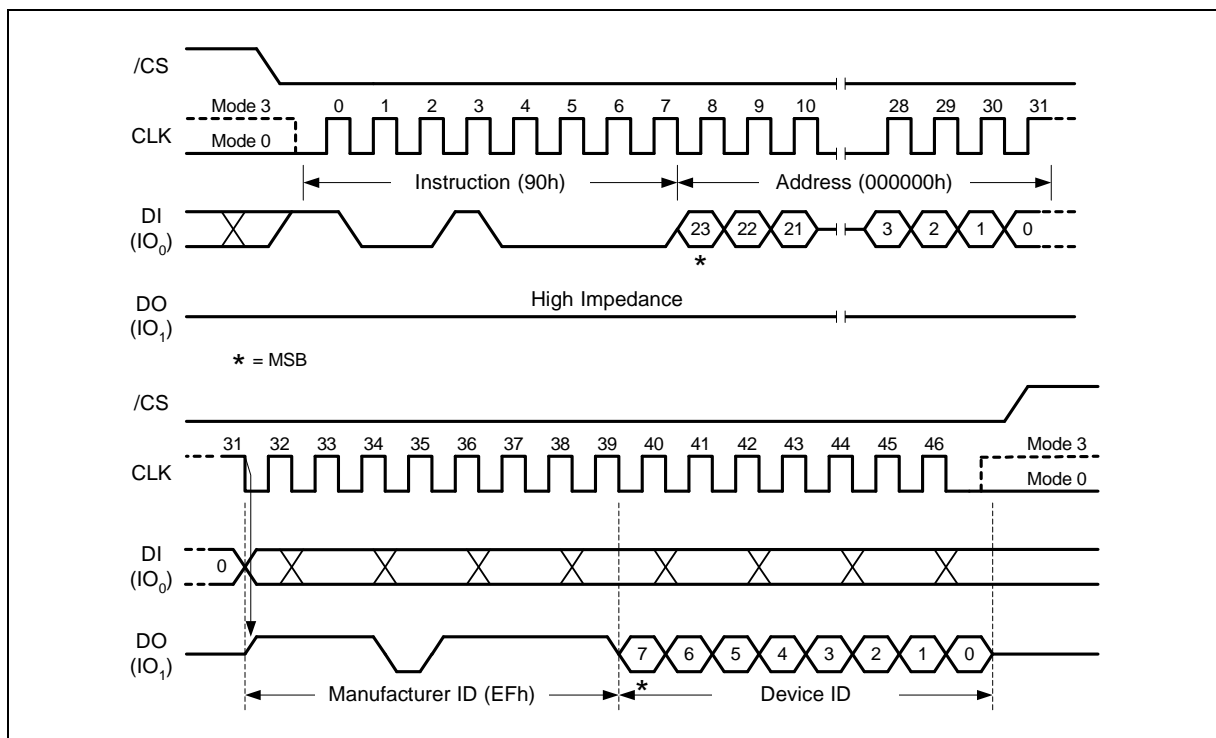 /CS
Mode 3 0 1 2 3 4 5 6 7 8 9 10 28 29 30 31
CLK
Mode 0
Instruction (90h) Address (000000h)
DI
(IO0)
23 22 21 3 2 1 0
*
High Impedance
DO
(IO1)
* = MSB
/CS
31 32 33 34 35 36 37 38 39 40 41 42 43 44 45 46 Mode 3
CLK
Mode 0
DI
(IO0)
0
DO
(IO1)
7 6 5 4 3 2 1 0
*
Manufacturer ID (EFh) Device ID